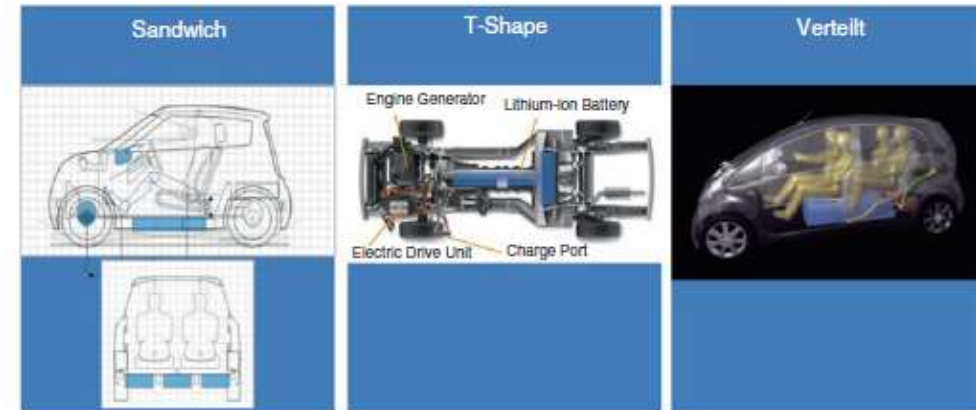 Sandwich
T-Shape
Verteilt
Engine Generator
Lithium-Ion Battery
Electric Drive Unit
Charge Port